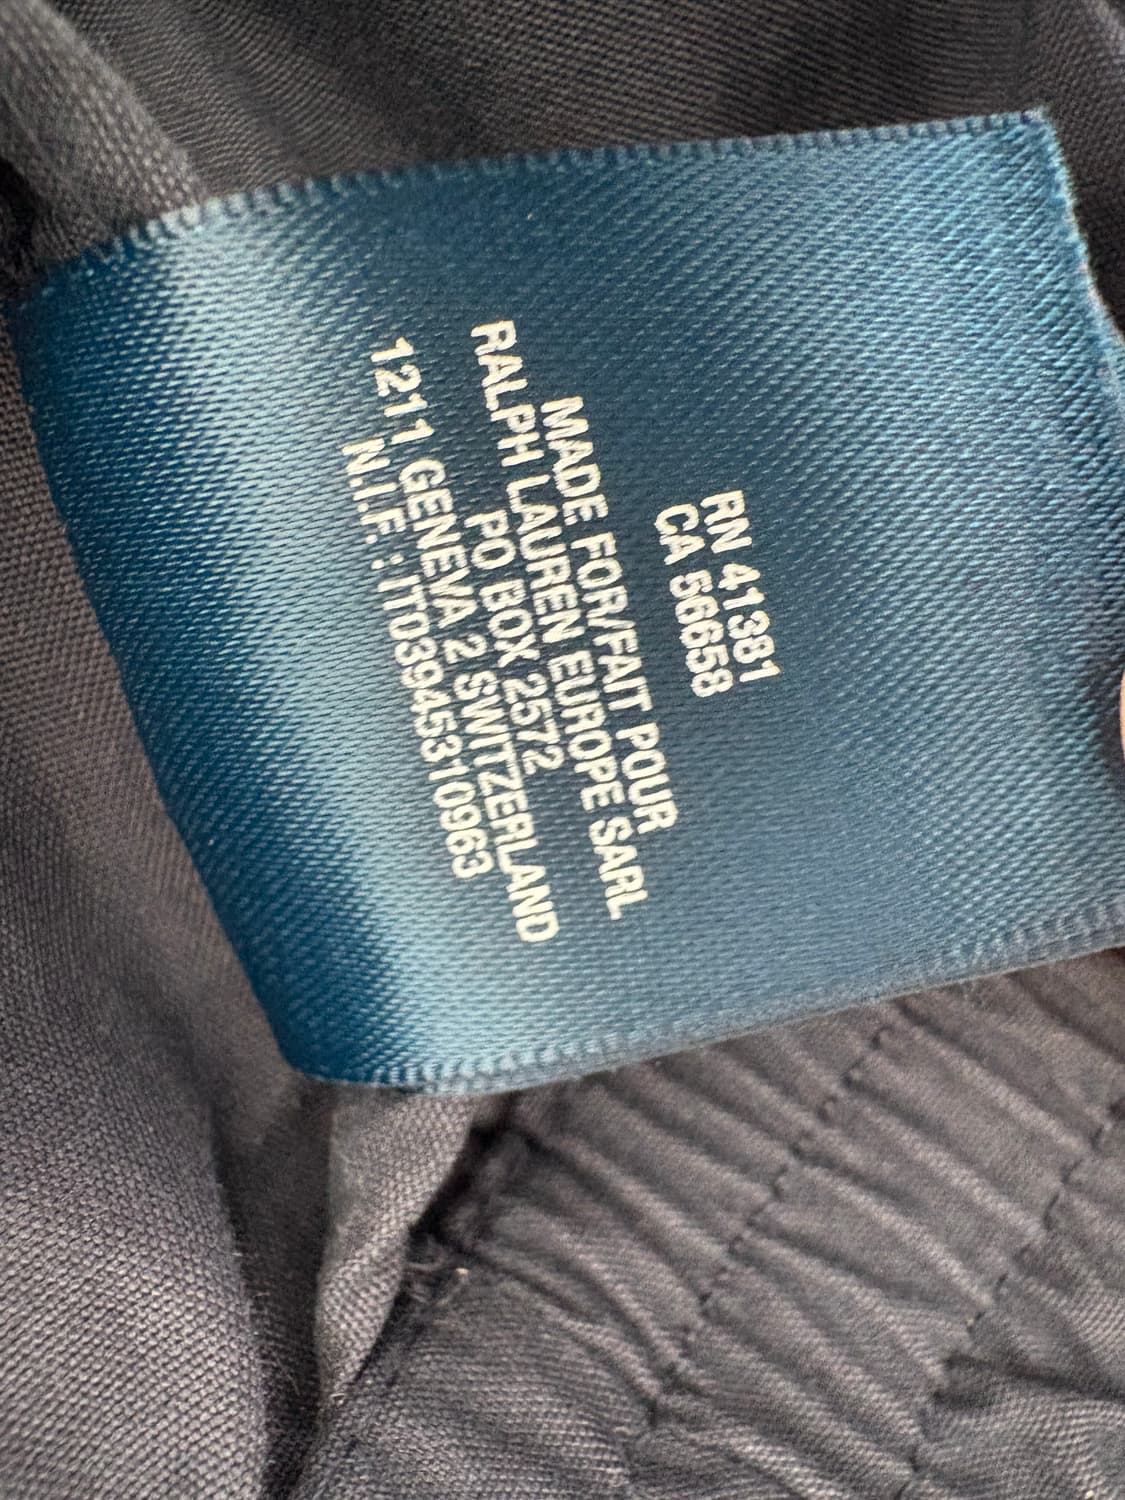 RN 41381
CA 56658
MADE FOR/FAIT POUR
RALPH LAUREN EUROPE SARL
PO BOX 2572
1211 GENEVA 2 SWITZERLAND
N.I.F. : IT03945310963